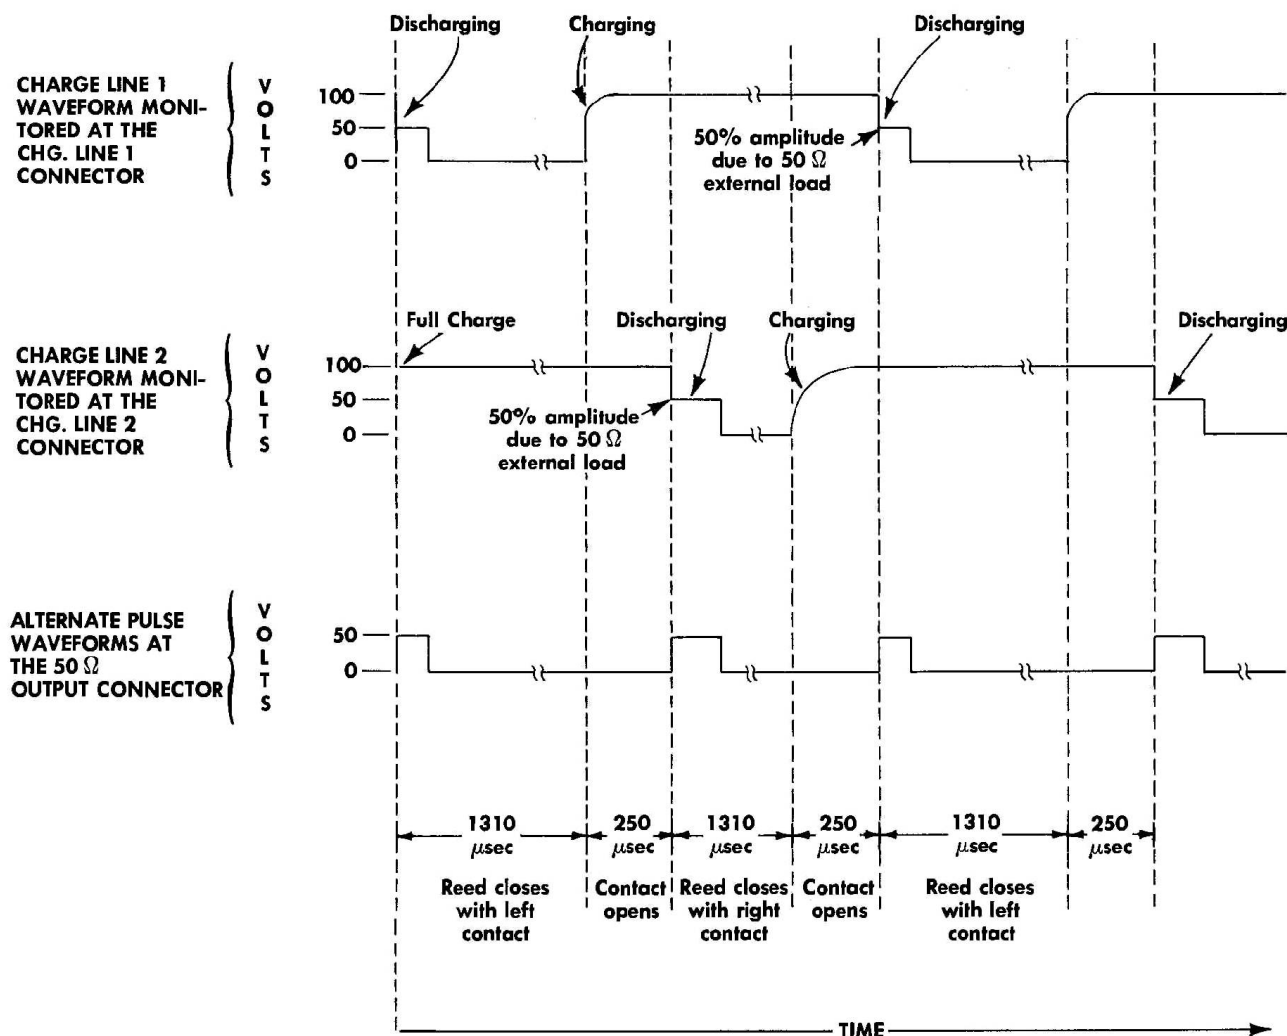 Discharging
Charging
Discharging
CHARGE LINE 1
WAVEFORM MONI-
TORED AT THE
CHG. LINE 1
CONNECTOR
VOLTS
100
50
0
50% amplitude
due to 50 Ω
external load
Full Charge
Discharging
Charging
Discharging
CHARGE LINE 2
WAVEFORM MONI-
TORED AT THE
CHG. LINE 2
CONNECTOR
VOLTS
100
50
0
50% amplitude
due to 50 Ω
external load
ALTERNATE PULSE
WAVEFORMS AT
THE 50 Ω
OUTPUT CONNECTOR
VOLTS
50
0
1310
μsec
250
μsec
1310
μsec
250
μsec
1310
μsec
250
μsec
Reed closes
with left
contact
Contact
opens
Reed closes
with right
contact
Contact
opens
Reed closes
with left
contact
TIME